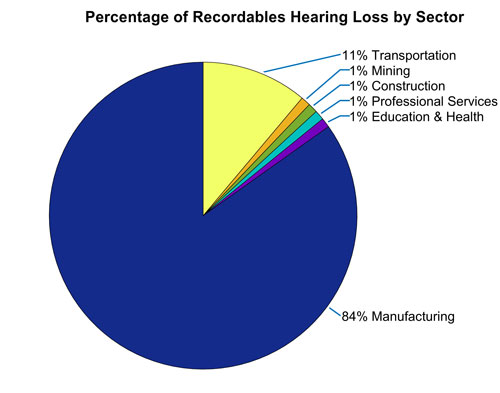 Percentage of Recordables Hearing Loss by Sector
11% Transportation
1% Mining
1% Construction
1% Professional Services
1% Education & Health
84% Manufacturing